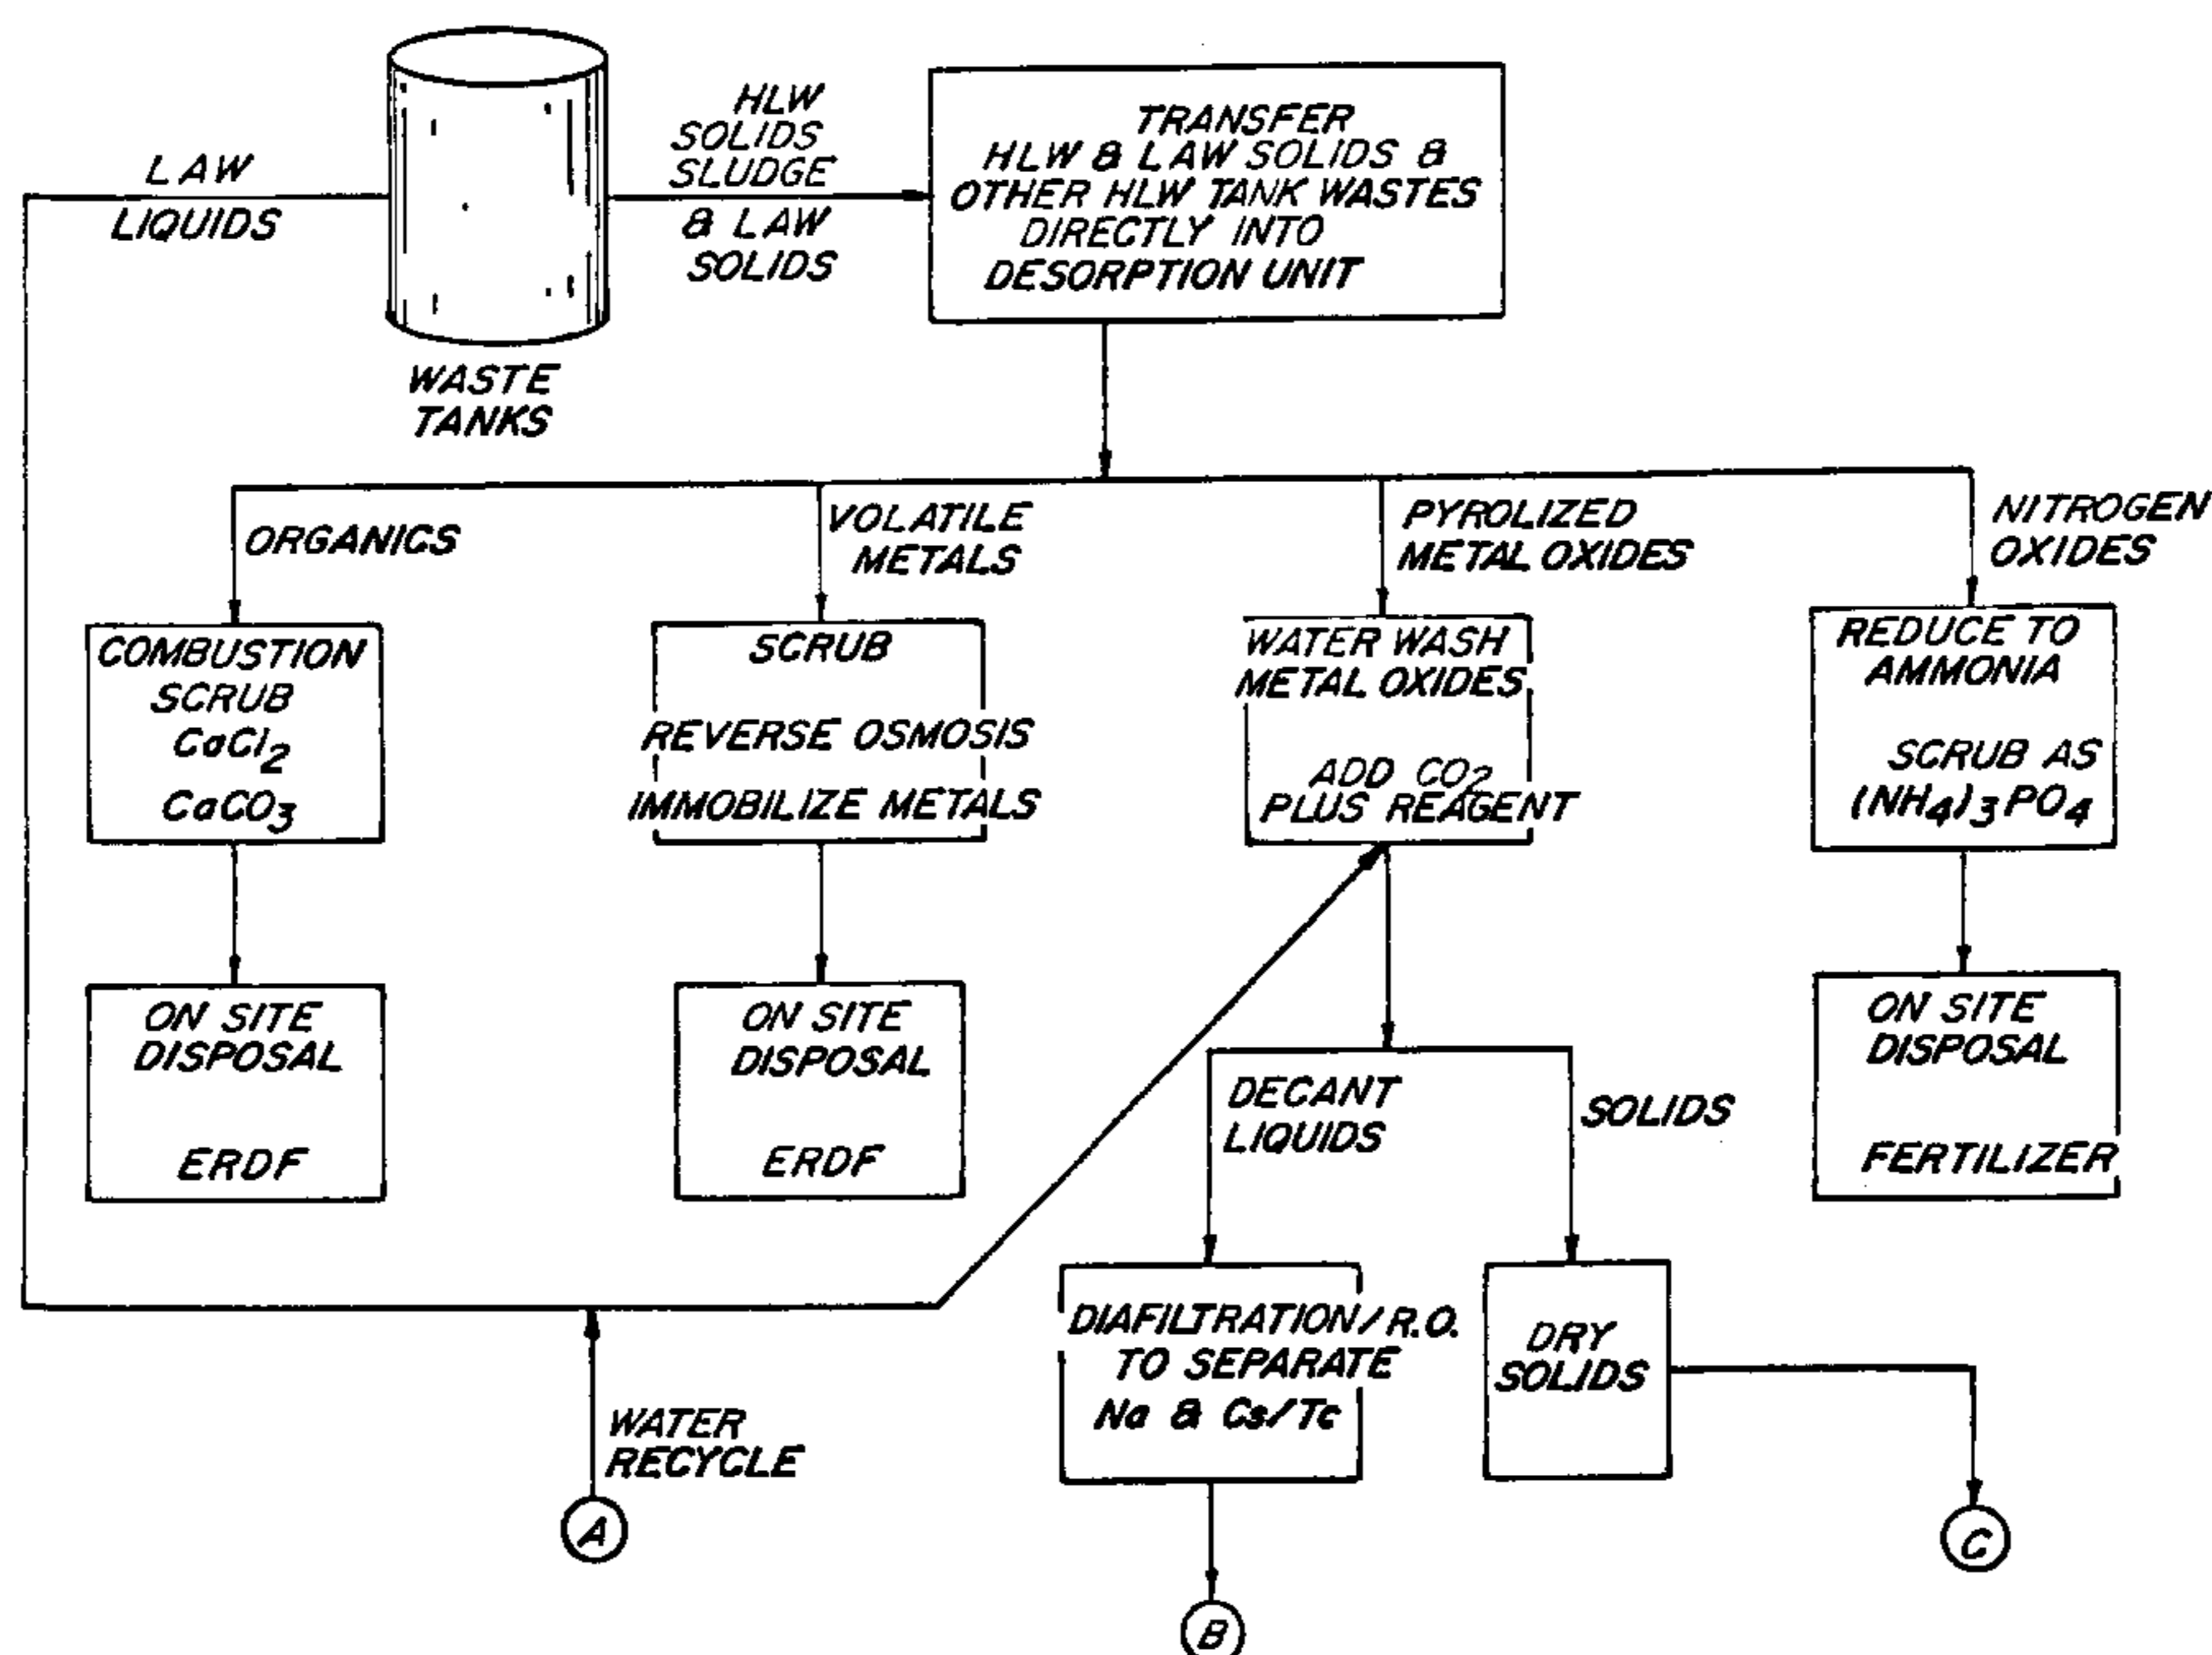 LAW
LIQUIDS
WASTE
TANKS
HLW
SOLIDS
SLUDGE
& LAW
SOLIDS
TRANSFER
HLW & LAW SOLIDS &
OTHER HLW TANK WASTES
DIRECTLY INTO
DESORPTION UNIT
ORGANICS
VOLATILE
METALS
PYROLIZED
METAL OXIDES
NITROGEN
OXIDES
COMBUSTION
SCRUB
CaCl2
CaCO3
SCRUB
REVERSE OSMOSIS
IMMOBILIZE METALS
WATER WASH
METAL OXIDES
ADD CO2
PLUS REAGENT
REDUCE TO
AMMONIA
SCRUB AS
(NH4)3PO4
ON SITE
DISPOSAL
ERDF
ON SITE
DISPOSAL
ERDF
DECANT
LIQUIDS
SOLIDS
ON SITE
DISPOSAL
FERTILIZER
DIAFILTRATION/R.O.
TO SEPARATE
Na & Cs/Tc
DRY
SOLIDS
WATER
RECYCLE
A
B
C